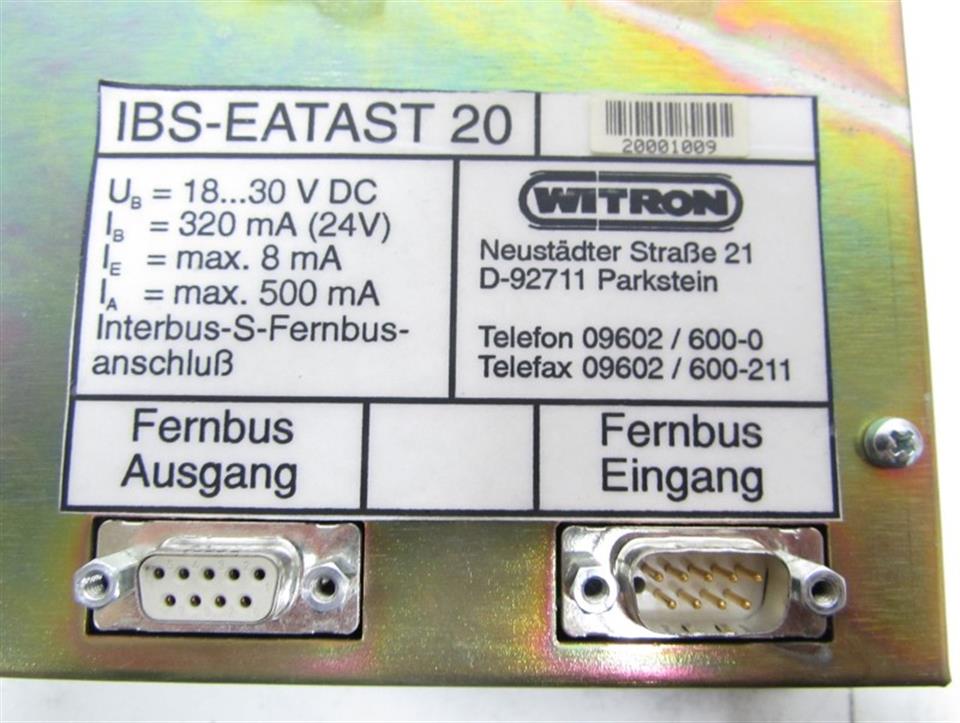 IBS-EATAST 20
20001009
U_B = 18...30 V DC
I_B = 320 mA (24V)
I_E = max. 8 mA
I_A = max. 500 mA
Interbus-S-Fernbus-
anschluß
WITRON
Neustädter Straße 21
D-92711 Parkstein
Telefon 09602 / 600-0
Telefax 09602 / 600-211
Fernbus
Ausgang
Fernbus
Eingang